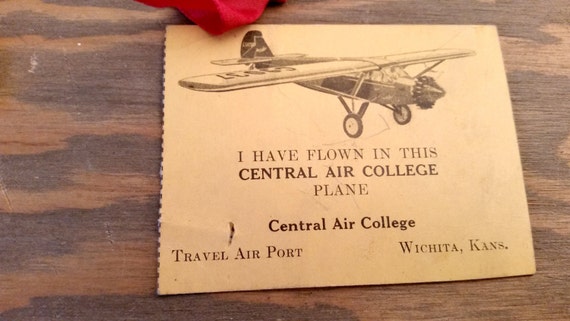 I HAVE FLOWN IN THIS
CENTRAL AIR COLLEGE
PLANE
Central Air College
TRAVEL AIR PORT WICHITA, KANS.